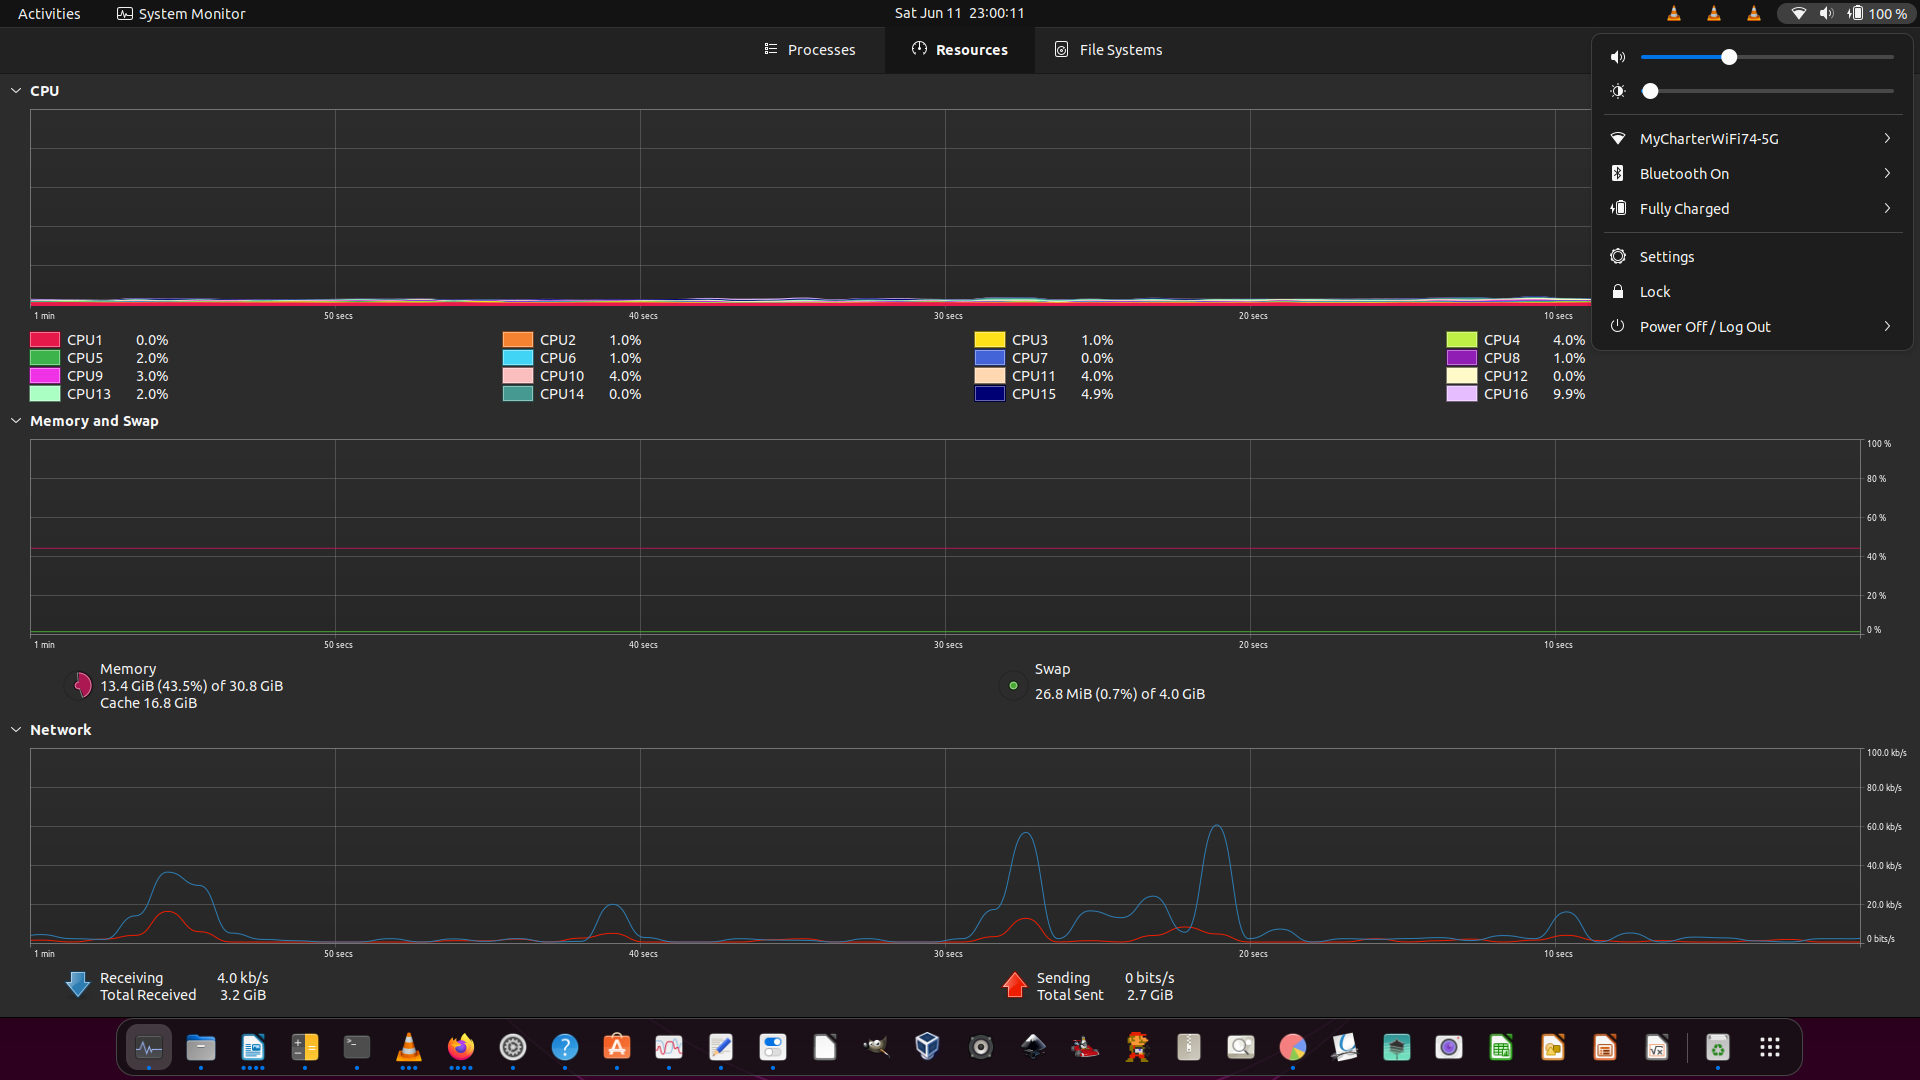 Activities System Monitor Sat Jun 11 23:00:11 100 %
Processes Resources File Systems
CPU
1 min 50 secs 40 secs 30 secs 20 secs 10 secs
CPU1 0.0% CPU2 1.0% CPU3 1.0% CPU4 4.0%
CPU5 2.0% CPU6 1.0% CPU7 0.0% CPU8 1.0%
CPU9 3.0% CPU10 4.0% CPU11 4.0% CPU12 0.0%
CPU13 2.0% CPU14 0.0% CPU15 4.9% CPU16 9.9%
MyCharterWiFi74-5G
Bluetooth On
Fully Charged
Settings
Lock
Power Off / Log Out
Memory and Swap
100 %
80 %
60 %
40 %
20 %
0 %
1 min 50 secs 40 secs 30 secs 20 secs 10 secs
Memory
13.4 GiB (43.5%) of 30.8 GiB
Cache 16.8 GiB
Swap
26.8 MiB (0.7%) of 4.0 GiB
Network
100.0 kb/s
80.0 kb/s
60.0 kb/s
40.0 kb/s
20.0 kb/s
0 bits/s
1 min 50 secs 40 secs 30 secs 20 secs 10 secs
Receiving 4.0 kb/s
Total Received 3.2 GiB
Sending 0 bits/s
Total Sent 2.7 GiB